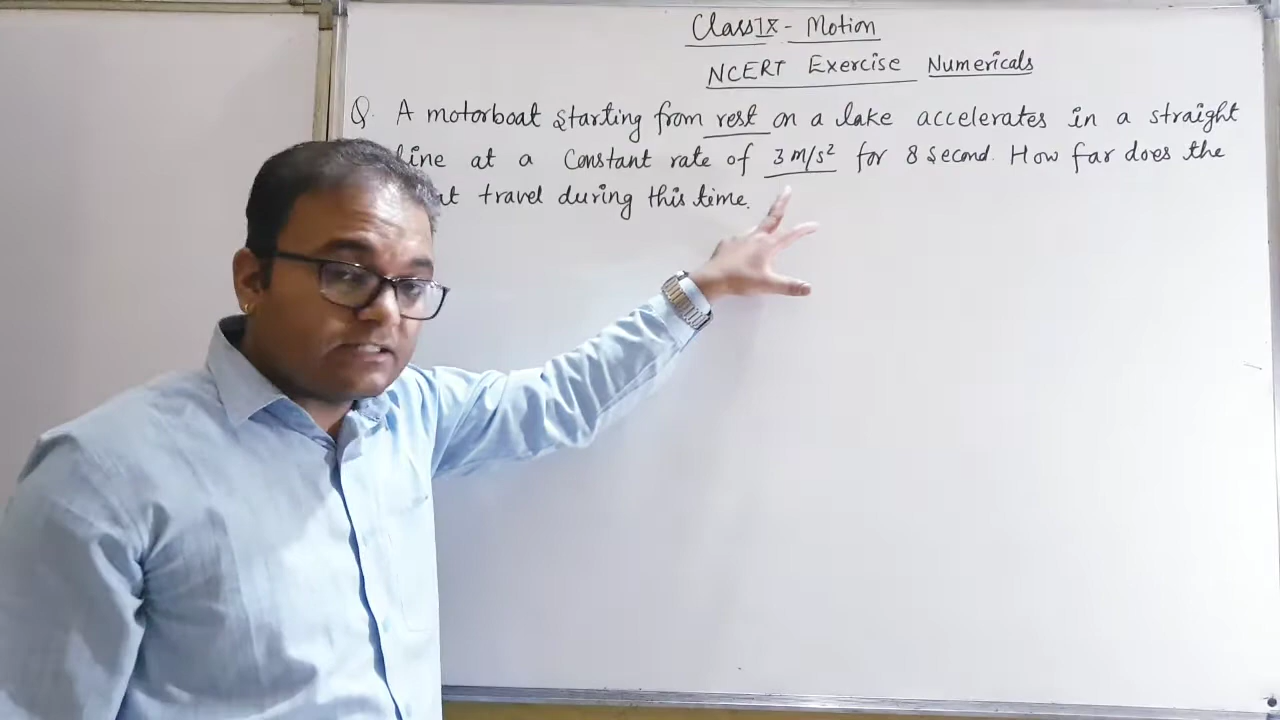 Class IX - Motion
NCERT Exercise Numericals
Q. A motorboat starting from rest on a lake accelerates in a straight
line at a constant rate of 3 m/s² for 8 second. How far does the
travel during this time.